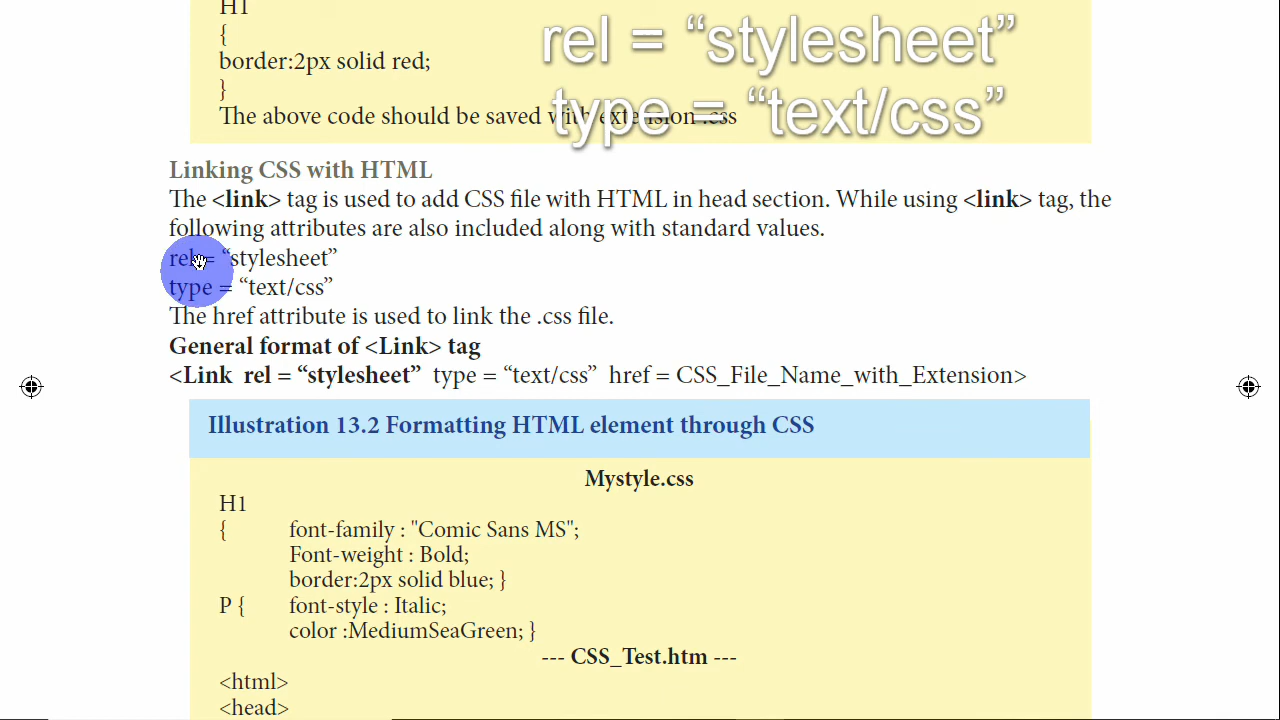 H1
{
border:2px solid red;
}
The above code should be saved with extension .css
rel = “stylesheet”
type = “text/css”
Linking CSS with HTML
The <link> tag is used to add CSS file with HTML in head section. While using <link> tag, the
following attributes are also included along with standard values.
rel = “stylesheet”
type = “text/css”
The href attribute is used to link the .css file.
General format of <Link> tag
<Link rel = “stylesheet” type = “text/css” href = CSS_File_Name_with_Extension>
Illustration 13.2 Formatting HTML element through CSS
Mystyle.css
H1
{ font-family : "Comic Sans MS";
Font-weight : Bold;
border:2px solid blue; }
P { font-style : Italic;
color :MediumSeaGreen; }
--- CSS_Test.htm ---
<html>
<head>